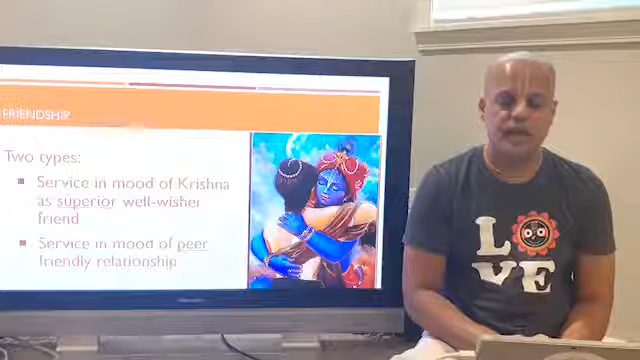 FRIENDSHIP
Two types:
Service in mood of Krishna
as superior well-wisher
friend
Service in mood of peer
friendly relationship
L
VE